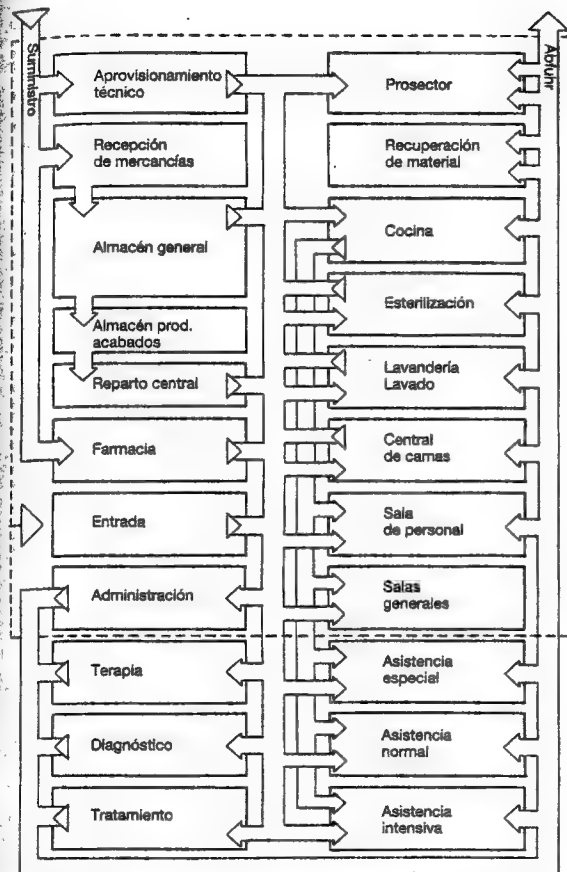 Suministro
Abfuhr
Aprovisionamiento
técnico
Recepción
de mercancías
Almacén general
Almacén prod.
acabados
Reparto central
Farmacia
Entrada
Administración
Terapia
Diagnóstico
Tratamiento
Prosector
Recuperación
de material
Cocina
Esterilización
Lavandería
Lavado
Central
de camas
Sala
de personal
Salas
generales
Asistencia
especial
Asistencia
normal
Asistencia
intensiva